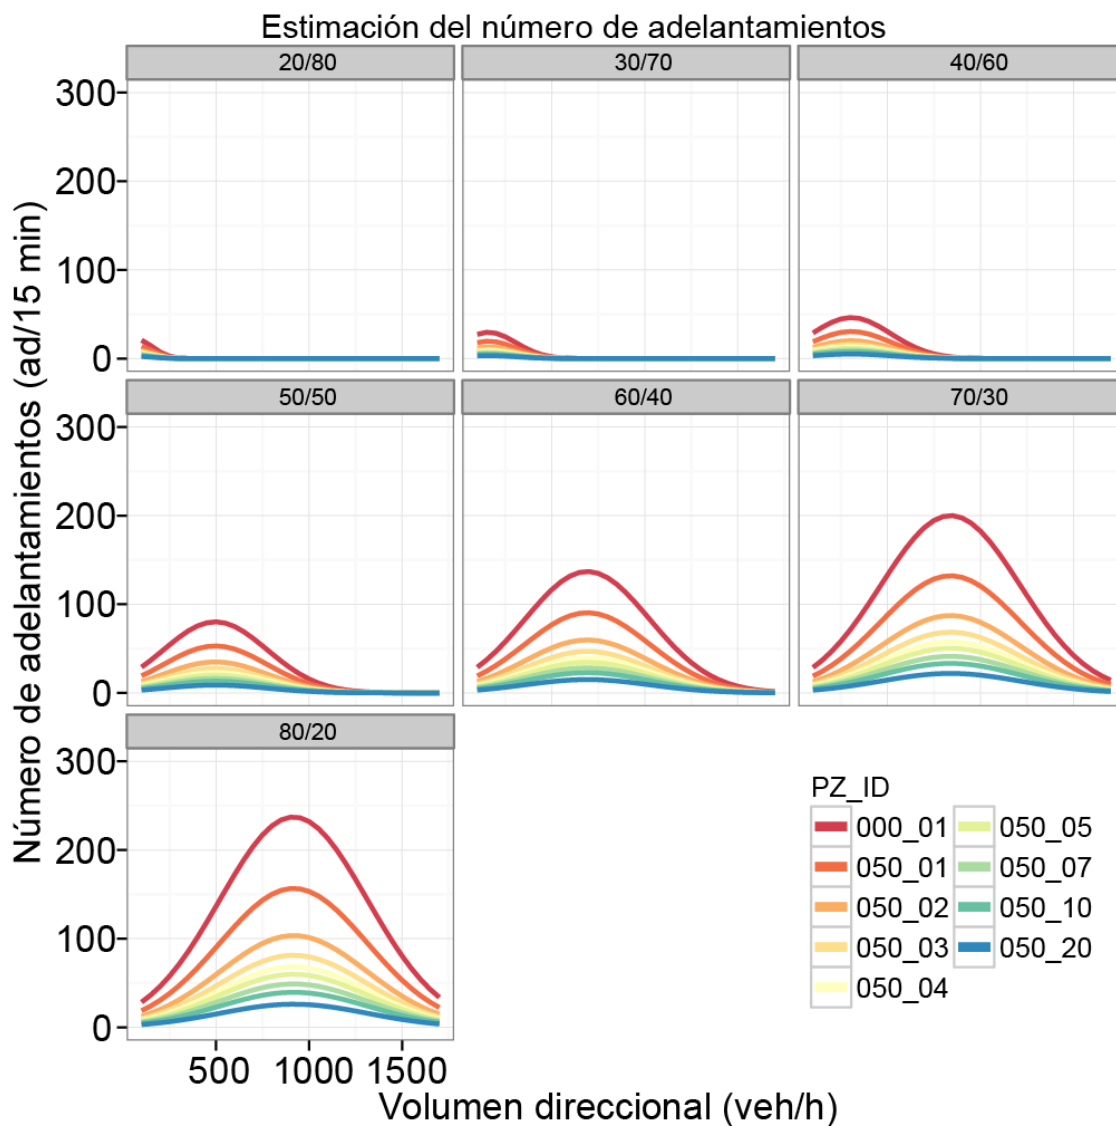 Estimación del número de adelantamientos
20/80 30/70 40/60
300
200
100
0
50/50 60/40 70/30
300
200
100
0
80/20
300
200
100
0
500 1000 1500
Número de adelantamientos (ad/15 min)
Volumen direccional (veh/h)
PZ_ID
000_01 050_05
050_01 050_07
050_02 050_10
050_03 050_20
050_04